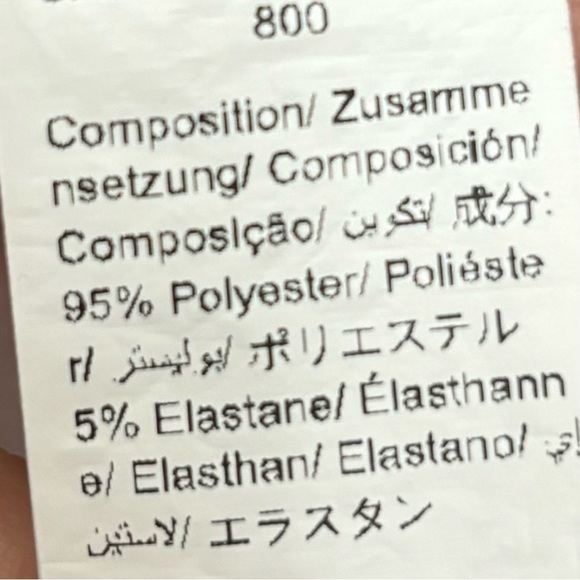 800
Composition/ Zusamme
nsetzung/ Composición/
Composição/ تكوين/ 成分:
95% Polyester/ Poliéste
r/ بوليستر/ ポリエステル
5% Elastane/ Élasthann
e/ Elasthan/ Elastano/
لاستين/ エラスタン